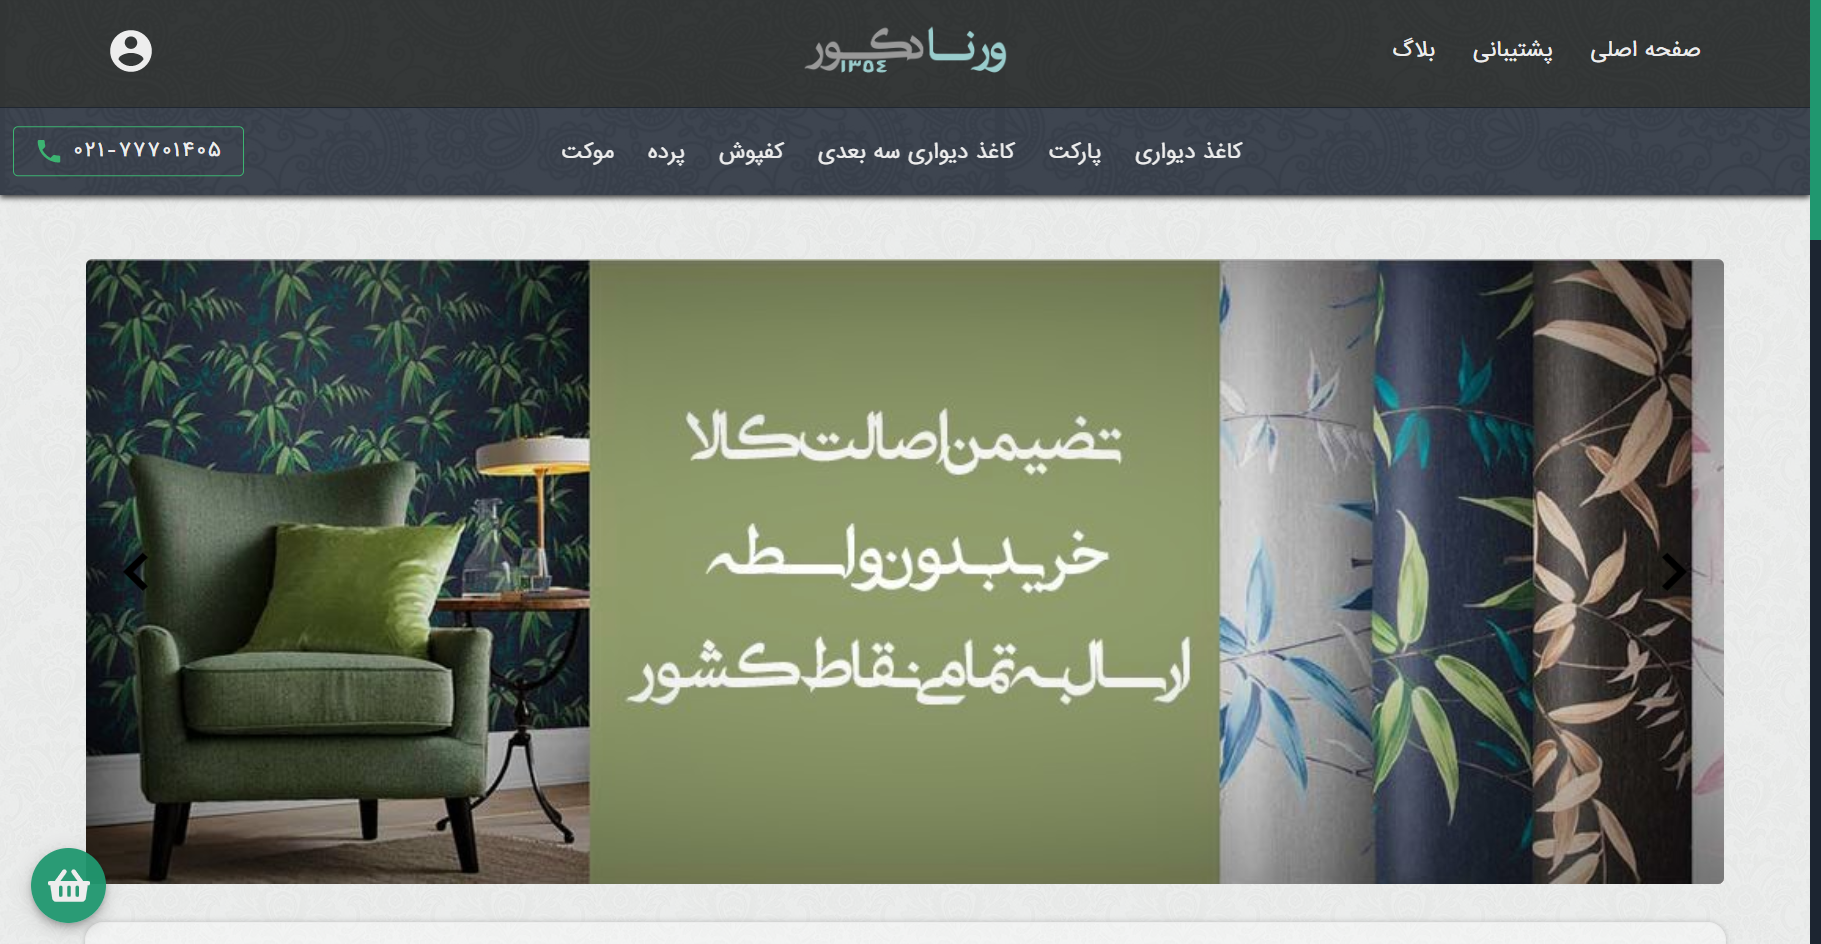 صفحه اصلی
پشتیبانی
بلاگ
ورنا دکور
۱۳۵٤
کاغذ دیواری
پارکت
کاغذ دیواری سه بعدی
کفپوش
پرده
موکت
۰۲۱-۷۷۷۰۱۴۰۵
تضیمن اصالت کالا
خرید بدون واسطه
ارسال به تمامی نقاط کشور